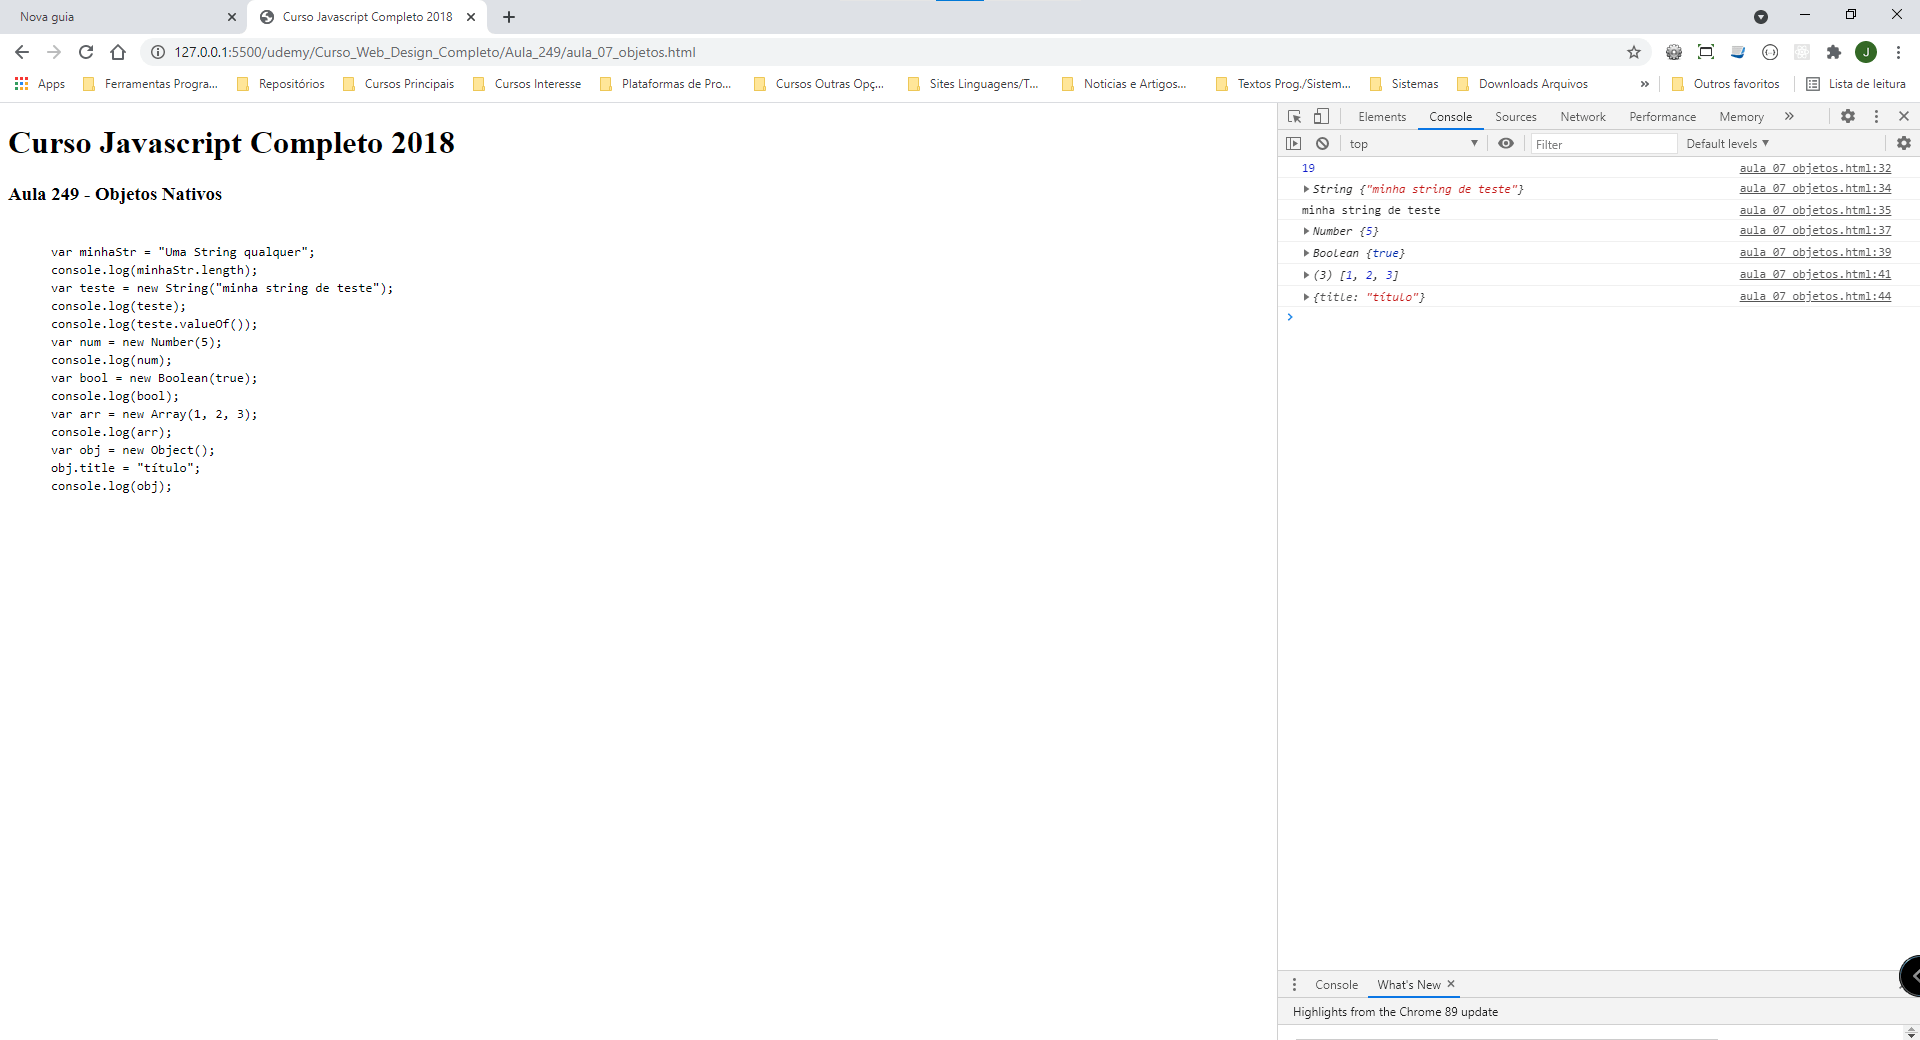 Nova guia
Curso Javascript Completo 2018
127.0.0.1:5500/udemy/Curso_Web_Design_Completo/Aula_249/aula_07_objetos.html
J
Apps Ferramentas Progra... Repositórios Cursos Principais Cursos Interesse Plataformas de Pro... Cursos Outras Opç... Sites Linguagens/T... Noticias e Artigos... Textos Prog./Sistem... Sistemas Downloads Arquivos » Outros favoritos Lista de leitura
Curso Javascript Completo 2018
Aula 249 - Objetos Nativos
var minhaStr = "Uma String qualquer";
console.log(minhaStr.length);
var teste = new String("minha string de teste");
console.log(teste);
console.log(teste.valueOf());
var num = new Number(5);
console.log(num);
var bool = new Boolean(true);
console.log(bool);
var arr = new Array(1, 2, 3);
console.log(arr);
var obj = new Object();
obj.title = "título";
console.log(obj);
Elements Console Sources Network Performance Memory »
top Filter Default levels
19 aula_07_objetos.html:32
String {"minha string de teste"} aula_07_objetos.html:34
minha string de teste aula_07_objetos.html:35
Number {5} aula_07_objetos.html:37
Boolean {true} aula_07_objetos.html:39
(3) [1, 2, 3] aula_07_objetos.html:41
{title: "título"} aula_07_objetos.html:44
Console What's New
Highlights from the Chrome 89 update